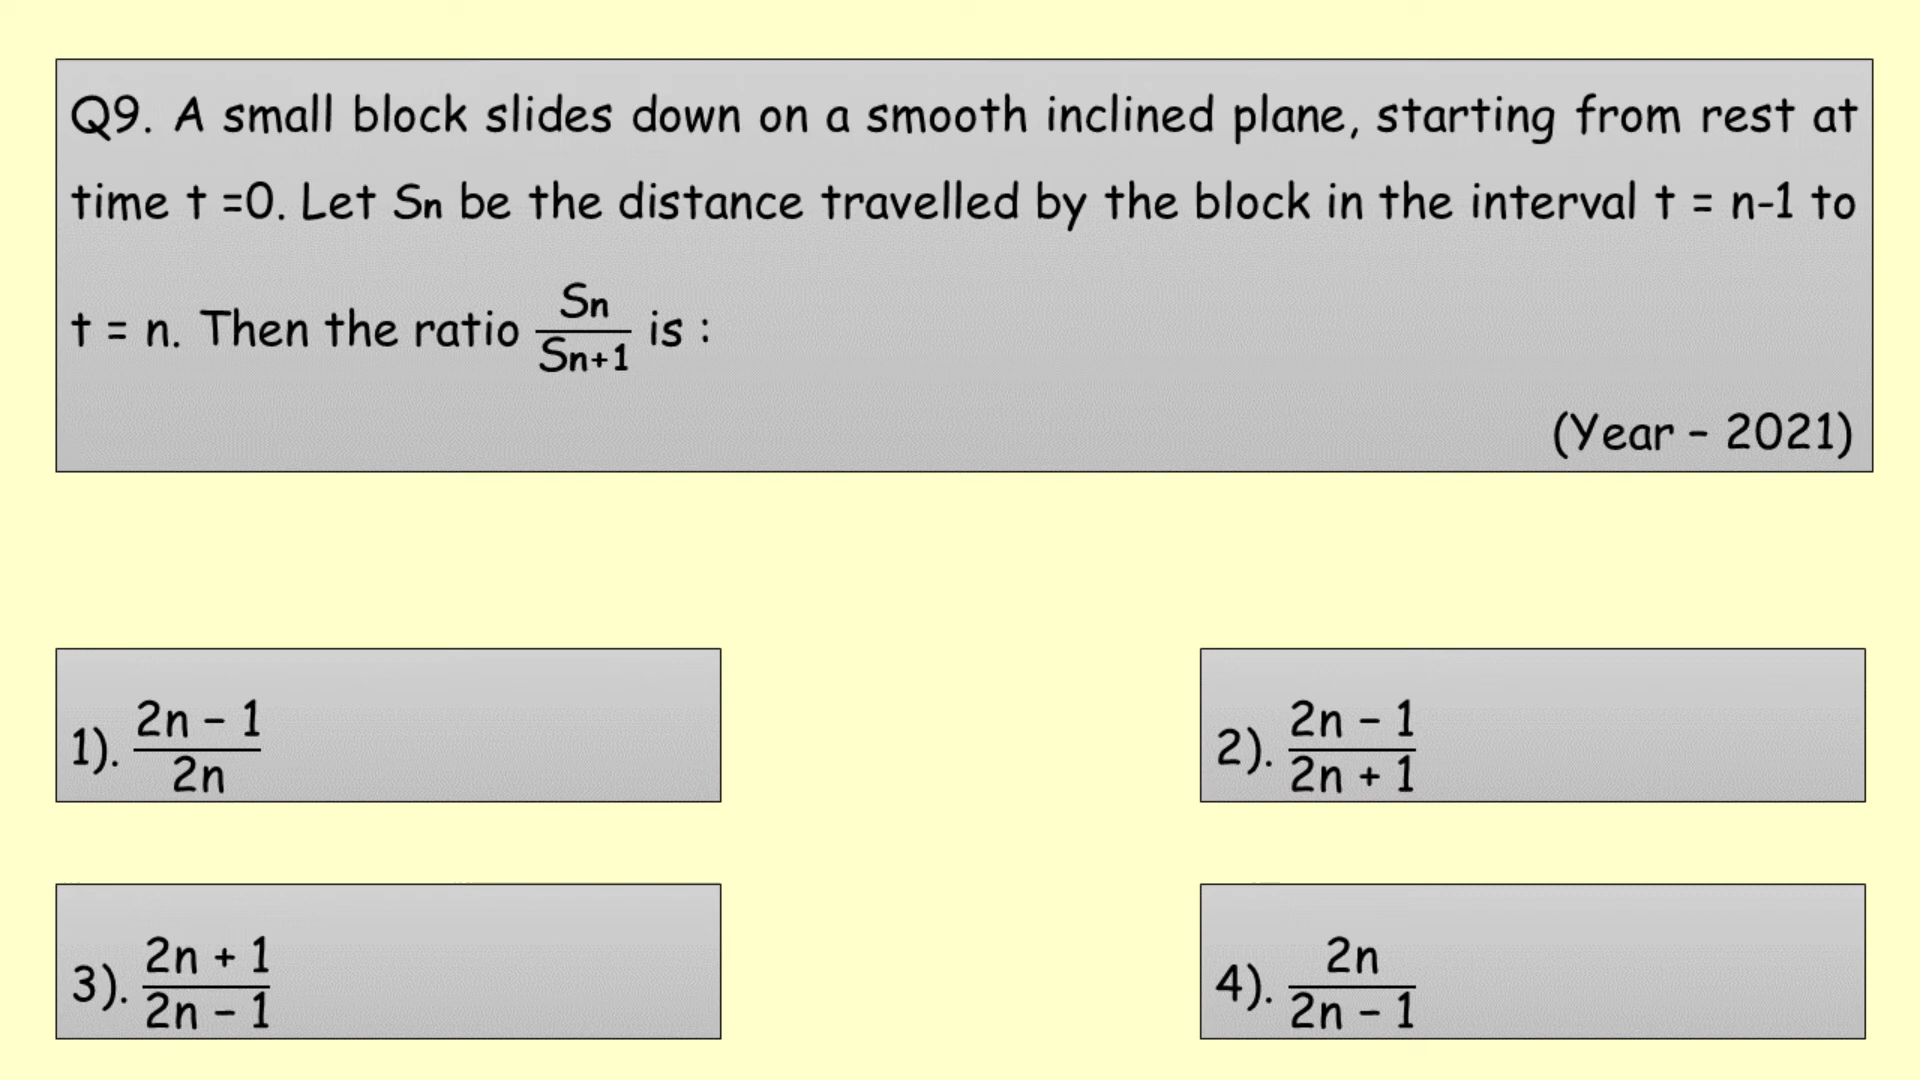 Q9. A small block slides down on a smooth inclined plane, starting from rest at
time t =0. Let Sn be the distance travelled by the block in the interval t = n-1 to
t = n. Then the ratio Sn/Sn+1 is :
(Year – 2021)
1). 2n – 1/2n
2). 2n – 1/2n + 1
3). 2n + 1/2n – 1
4). 2n/2n – 1